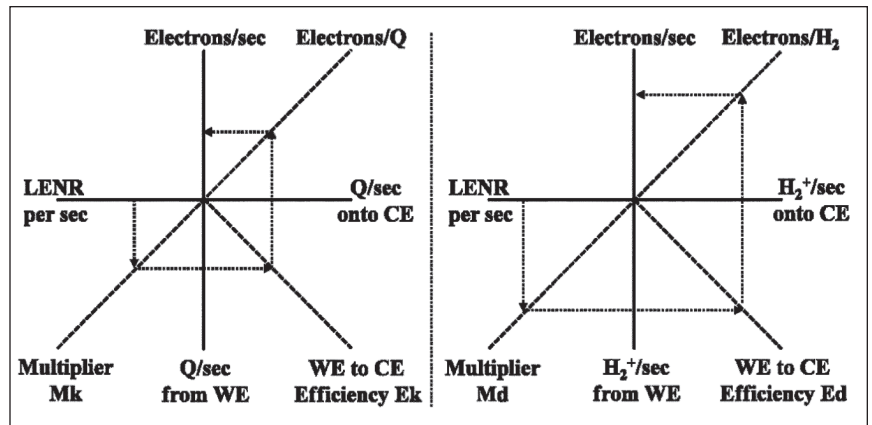 Electrons/sec
Electrons/Q
LENR
per sec
Q/sec
onto CE
Multiplier
Mk
Q/sec
from WE
WE to CE
Efficiency Ek
Electrons/sec
Electrons/H₂
LENR
per sec
H₂⁺/sec
onto CE
Multiplier
Md
H₂⁺/sec
from WE
WE to CE
Efficiency Ed